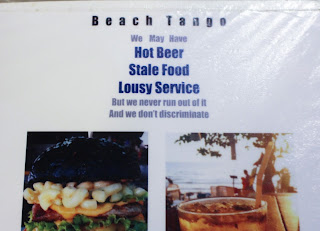 Beach Tango
We May Have
Hot Beer
Stale Food
Lousy Service
But we never run out of it
And we don't discriminate